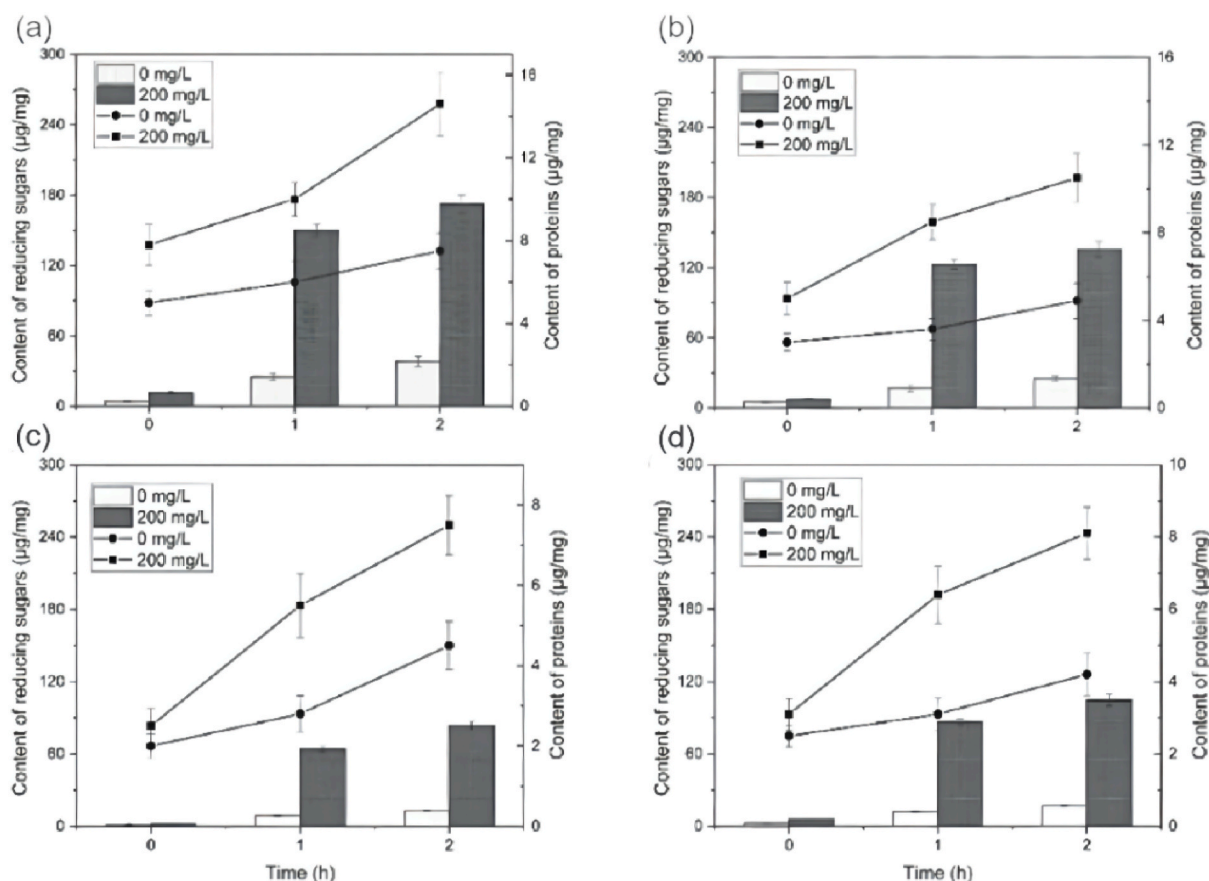 (a)
300
240
180
120
60
0
Content of reducing sugars (µg/mg)
0 mg/L
200 mg/L
0 mg/L
200 mg/L
16
12
8
4
0
Content of proteins (µg/mg)
0
1
2
(b)
300
240
180
120
60
0
Content of reducing sugars (µg/mg)
0 mg/L
200 mg/L
0 mg/L
200 mg/L
16
12
8
4
0
Content of proteins (µg/mg)
0
1
2
(c)
300
240
180
120
60
0
Content of reducing sugars (µg/mg)
0 mg/L
200 mg/L
0 mg/L
200 mg/L
8
6
4
2
0
Content of proteins (µg/mg)
0
1
2
Time (h)
(d)
300
240
180
120
60
0
Content of reducing sugars (µg/mg)
0 mg/L
200 mg/L
0 mg/L
200 mg/L
10
8
6
4
2
0
Content of proteins (µg/mg)
0
1
2
Time (h)